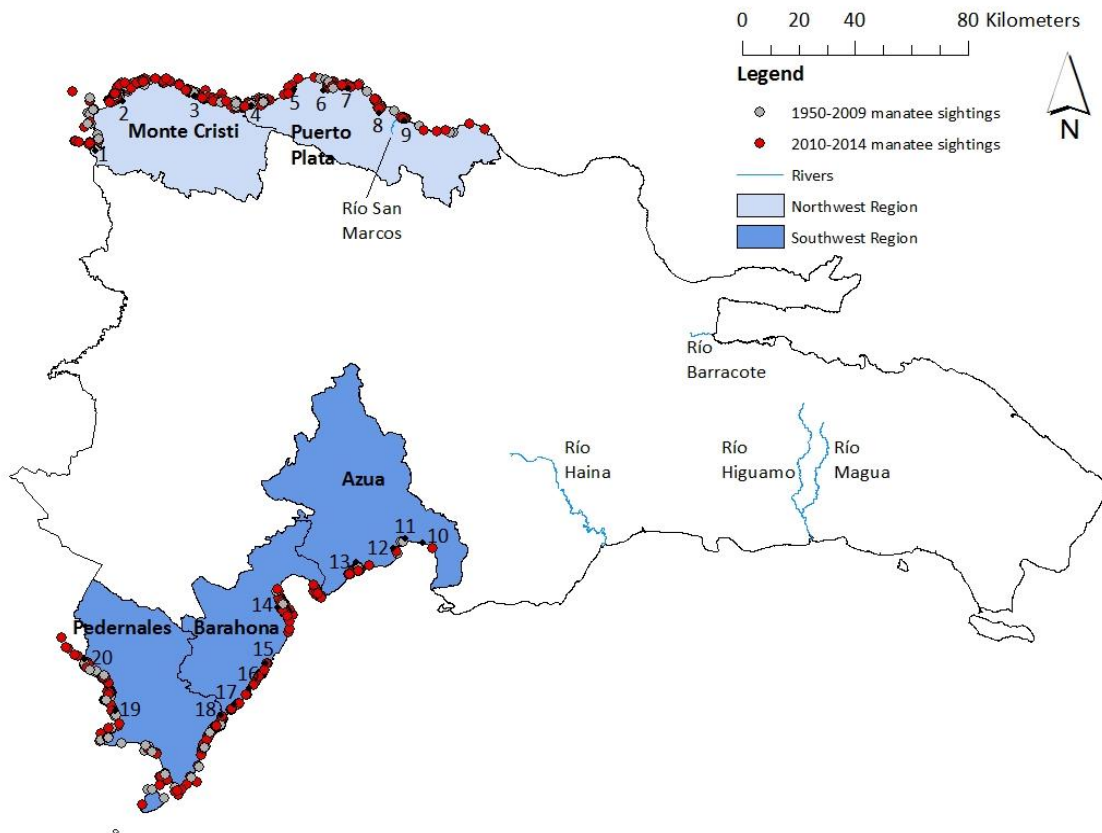 0 20 40 80 Kilometers
Legend
1950-2009 manatee sightings
2010-2014 manatee sightings
Rivers
Northwest Region
Southwest Region
N
1
2
3
4
5
6
7
8
9
Monte Cristi
Puerto
Plata
Río San
Marcos
Río
Barracote
Río
Haina
Río
Higuamo
Río
Magua
Azua
11
10
12
13
14
Pedernales
Barahona
15
16
17
18
19
20